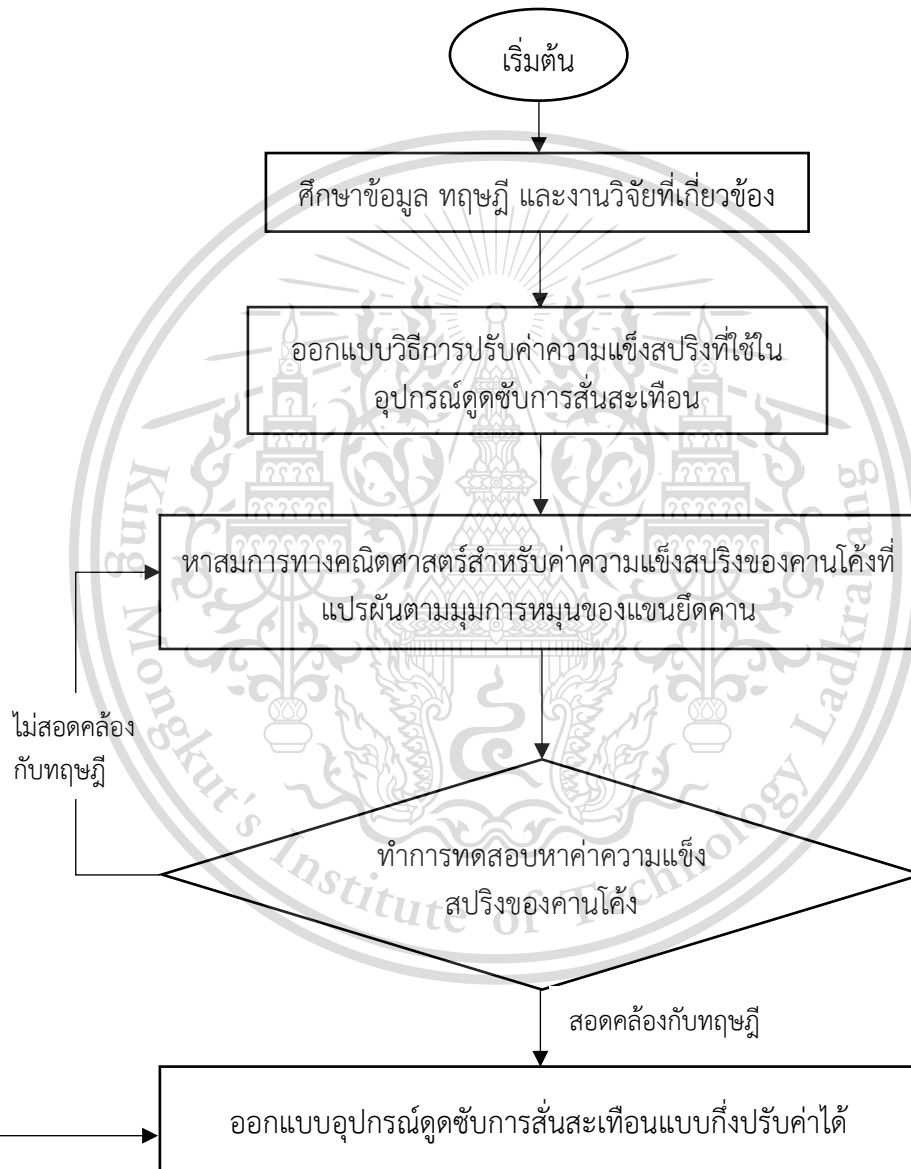 เริ่มต้น
ศึกษาข้อมูล ทฤษฎี และงานวิจัยที่เกี่ยวข้อง
ออกแบบวิธีการปรับค่าความแข็งสปริงที่ใช้ใน
อุปกรณ์ดูดซับการสั่นสะเทือน
หาสมการทางคณิตศาสตร์สำหรับค่าความแข็งสปริงของคานโค้งที่
แปรผันตามมุมการหมุนของแขนยึดคาน
ไม่สอดคล้อง
กับทฤษฎี
ทำการทดสอบหาค่าความแข็ง
สปริงของคานโค้ง
สอดคล้องกับทฤษฎี
ออกแบบอุปกรณ์ดูดซับการสั่นสะเทือนแบบกึ่งปรับค่าได้
King Mongkut's Institute of Technology Ladkrabang